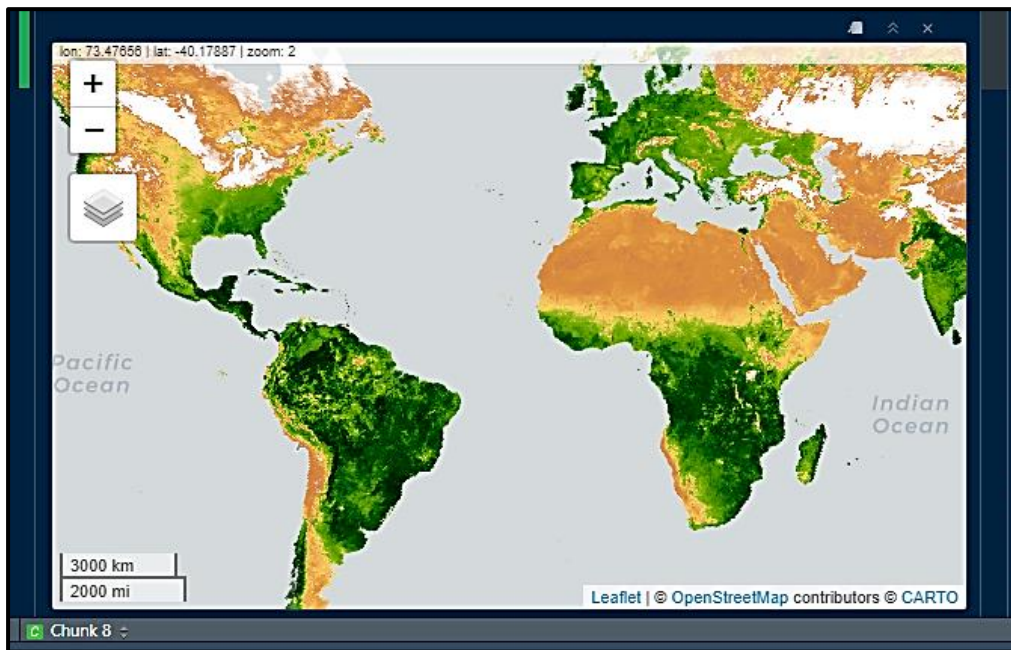 lon: 73.47656 | lat: -40.17887 | zoom: 2
+
−
Pacific
Ocean
Indian
Ocean
3000 km
2000 mi
Leaflet | © OpenStreetMap contributors © CARTO
C Chunk 8